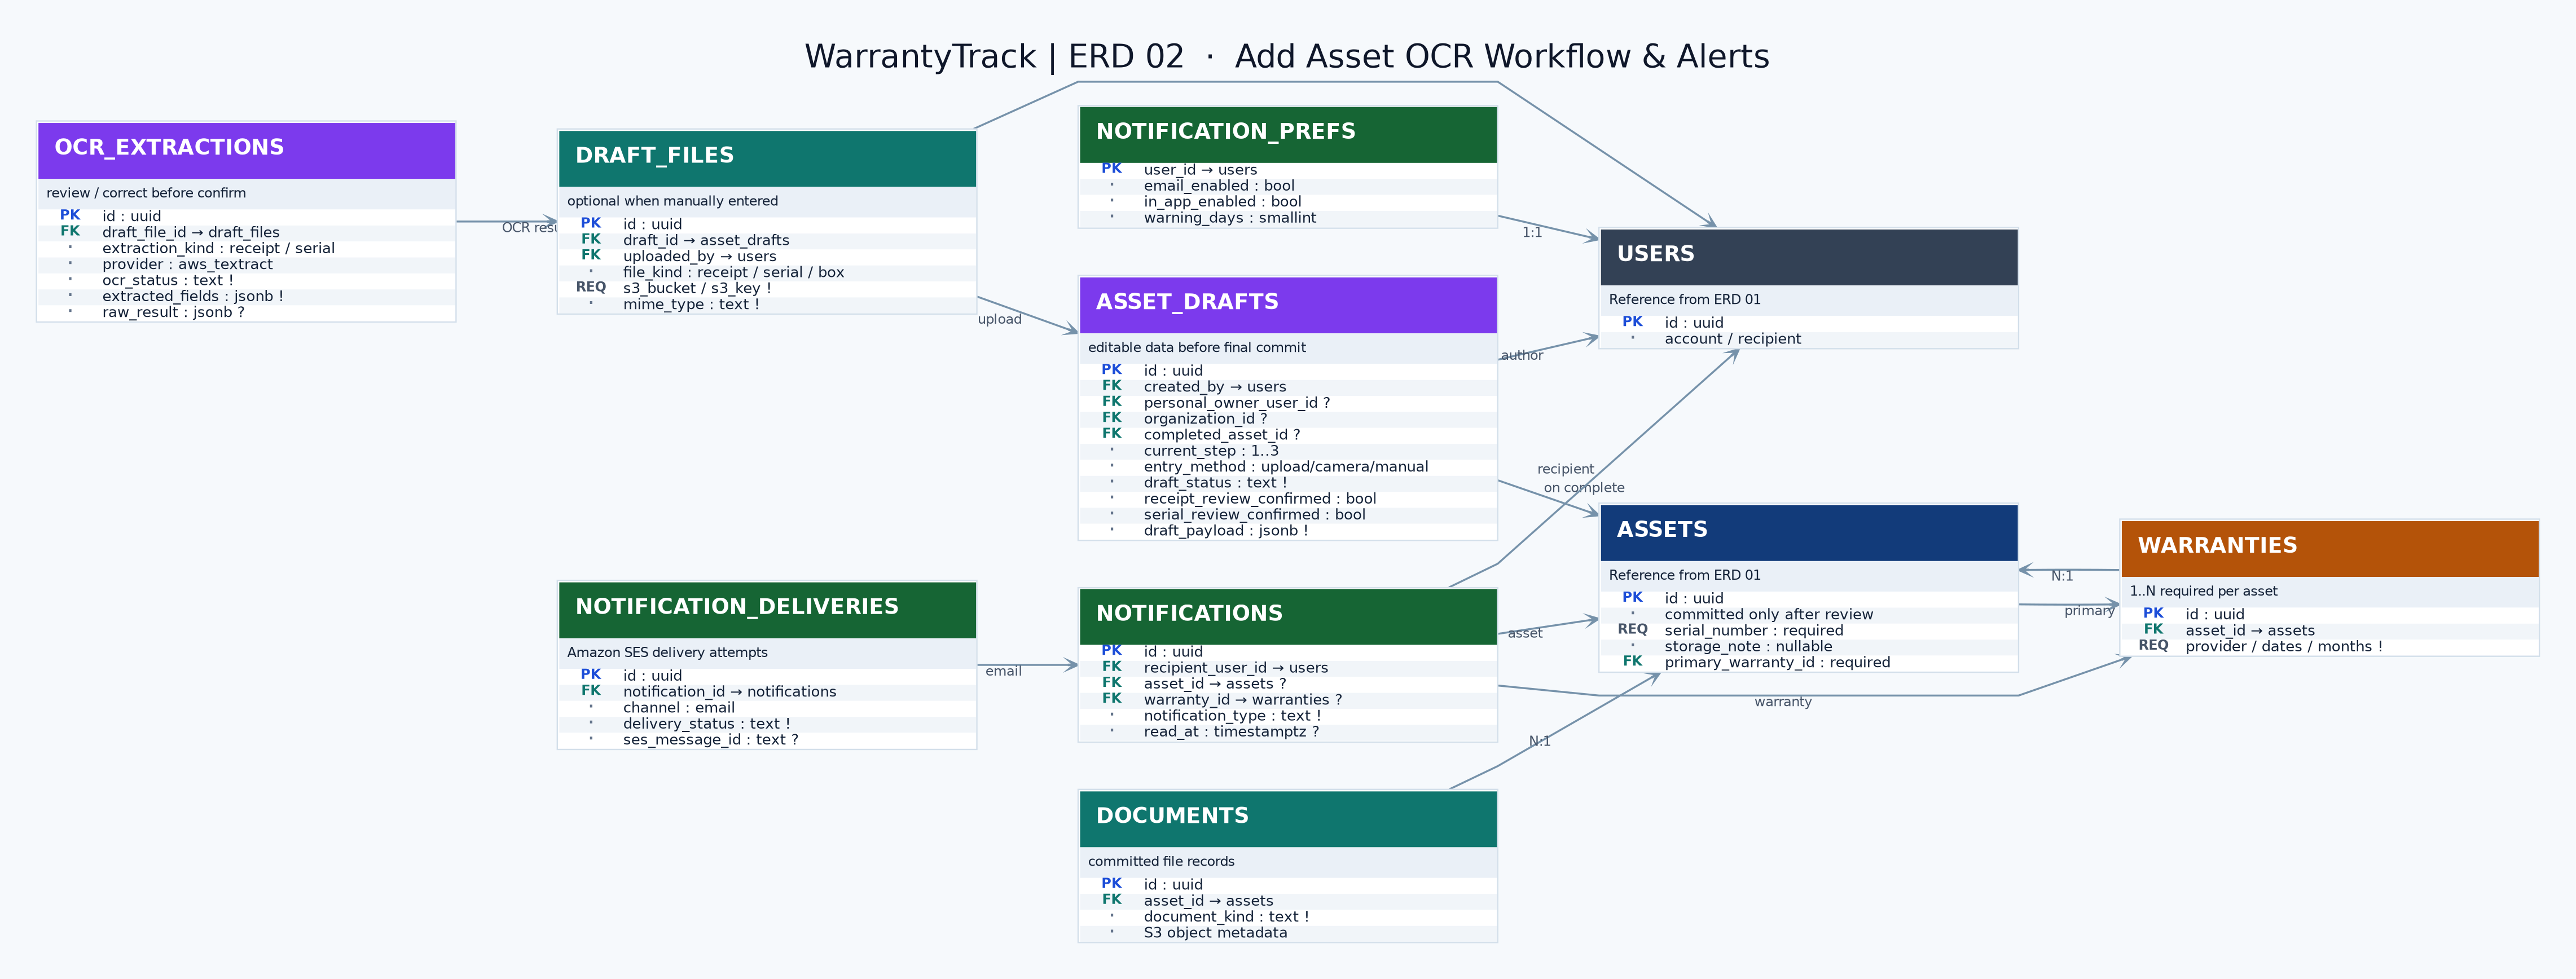 WarrantyTrack | ERD 02 · Add Asset OCR Workflow & Alerts
OCR_EXTRACTIONS
review / correct before confirm
PK id : uuid
FK draft_file_id → draft_files
· extraction_kind : receipt / serial
· provider : aws_textract
· ocr_status : text !
· extracted_fields : jsonb !
· raw_result : jsonb ?
OCR resu
DRAFT_FILES
optional when manually entered
PK id : uuid
FK draft_id → asset_drafts
FK uploaded_by → users
· file_kind : receipt / serial / box
REQ s3_bucket / s3_key !
· mime_type : text !
upload
NOTIFICATION_PREFS
PK user_id → users
· email_enabled : bool
· in_app_enabled : bool
· warning_days : smallint
1:1
ASSET_DRAFTS
editable data before final commit
PK id : uuid
FK created_by → users
FK personal_owner_user_id ?
FK organization_id ?
FK completed_asset_id ?
· current_step : 1..3
· entry_method : upload/camera/manual
· draft_status : text !
· receipt_review_confirmed : bool
· serial_review_confirmed : bool
· draft_payload : jsonb !
author
recipient
on complete
USERS
Reference from ERD 01
PK id : uuid
· account / recipient
ASSETS
Reference from ERD 01
PK id : uuid
· committed only after review
REQ serial_number : required
· storage_note : nullable
FK primary_warranty_id : required
N:1
primary
WARRANTIES
1..N required per asset
PK id : uuid
FK asset_id → assets
REQ provider / dates / months !
NOTIFICATION_DELIVERIES
Amazon SES delivery attempts
PK id : uuid
FK notification_id → notifications
· channel : email
· delivery_status : text !
· ses_message_id : text ?
email
NOTIFICATIONS
PK id : uuid
FK recipient_user_id → users
FK asset_id → assets ?
FK warranty_id → warranties ?
· notification_type : text !
· read_at : timestamptz ?
asset
warranty
N:1
DOCUMENTS
committed file records
PK id : uuid
FK asset_id → assets
· document_kind : text !
· S3 object metadata